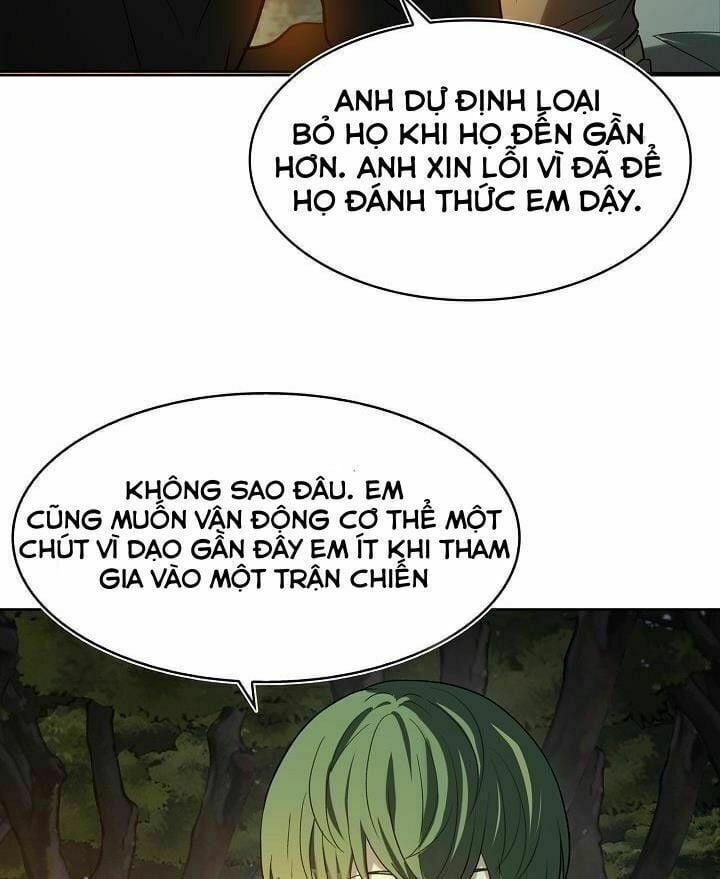 ANH DỰ ĐỊNH LOẠI
BỎ HỌ KHI HỌ ĐẾN GẦN
HƠN. ANH XIN LỖI VÌ ĐÃ ĐỂ
HỌ ĐÁNH THỨC EM DẬY.
KHÔNG SAO ĐÂU. EM
CŨNG MUỐN VẬN ĐỘNG CƠ THỂ MỘT
CHÚT VÌ DẠO GẦN ĐÂY EM ÍT KHI THAM
GIA VÀO MỘT TRẬN CHIẾN